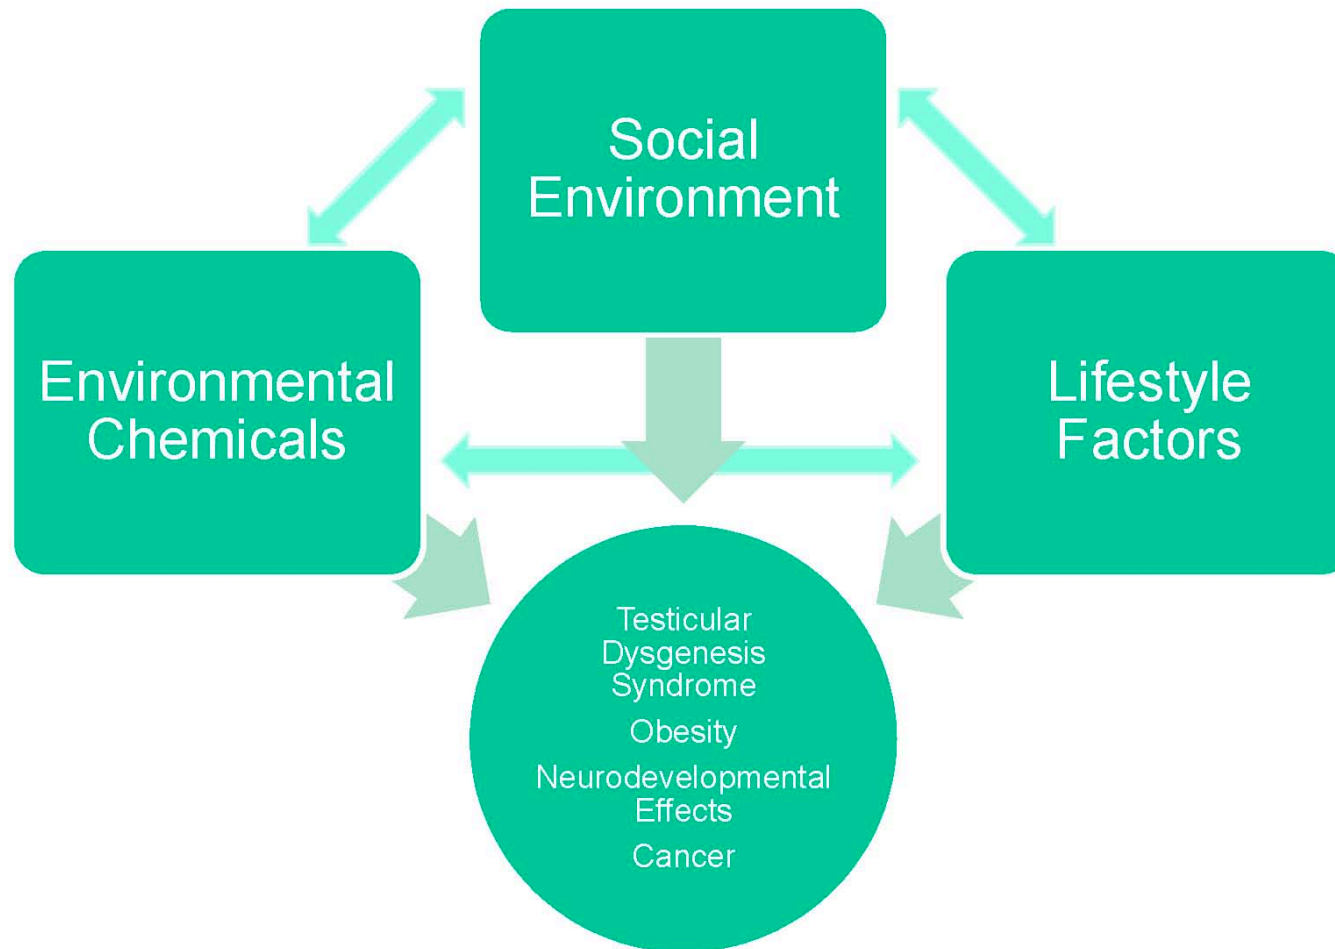 Social
Environment
Environmental
Chemicals
Lifestyle
Factors
Testicular
Dysgenesis
Syndrome
Obesity
Neurodevelopmental
Effects
Cancer